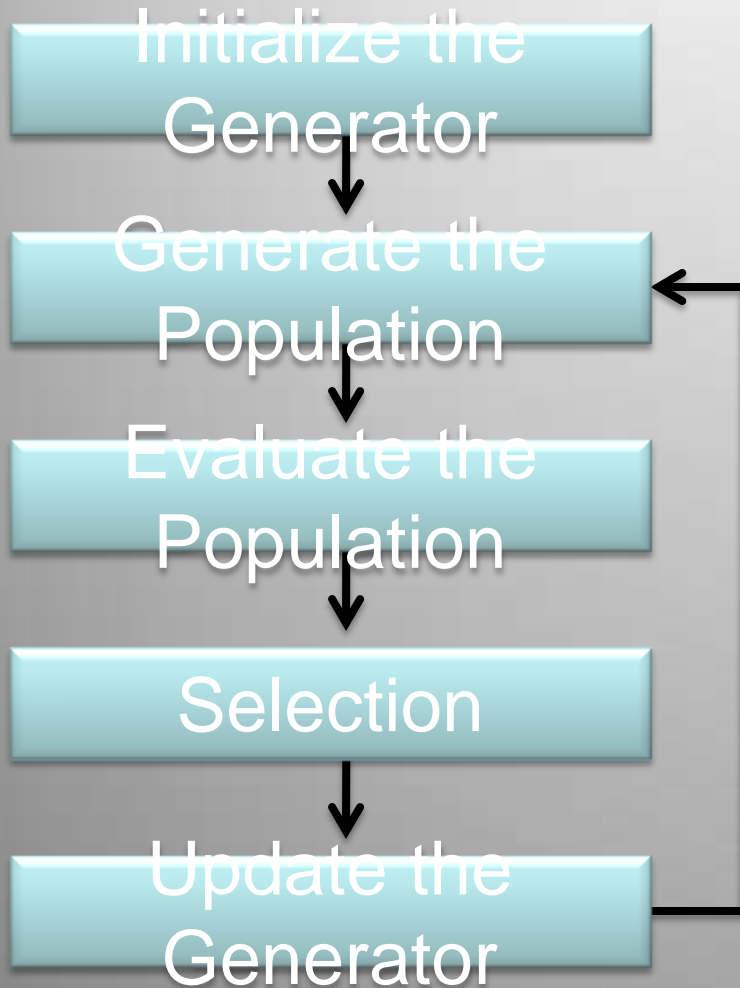 Initialize the
Generator
Generate the
Population
Evaluate the
Population
Selection
Update the
Generator